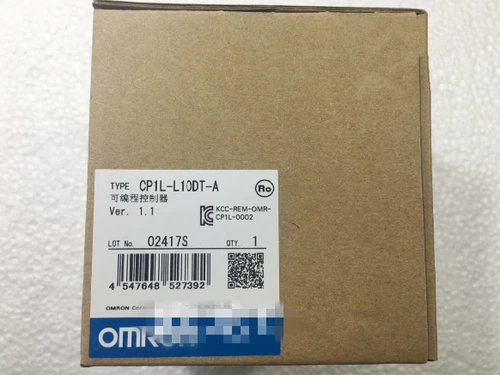 TYPE CP1L-L10DT-A Ro
可编程控制器
Ver. 1.1 KCC-REM-OMR-
CP1L-0002
LOT No. 02417S QTY. 1
4 547648 527392
OMRON